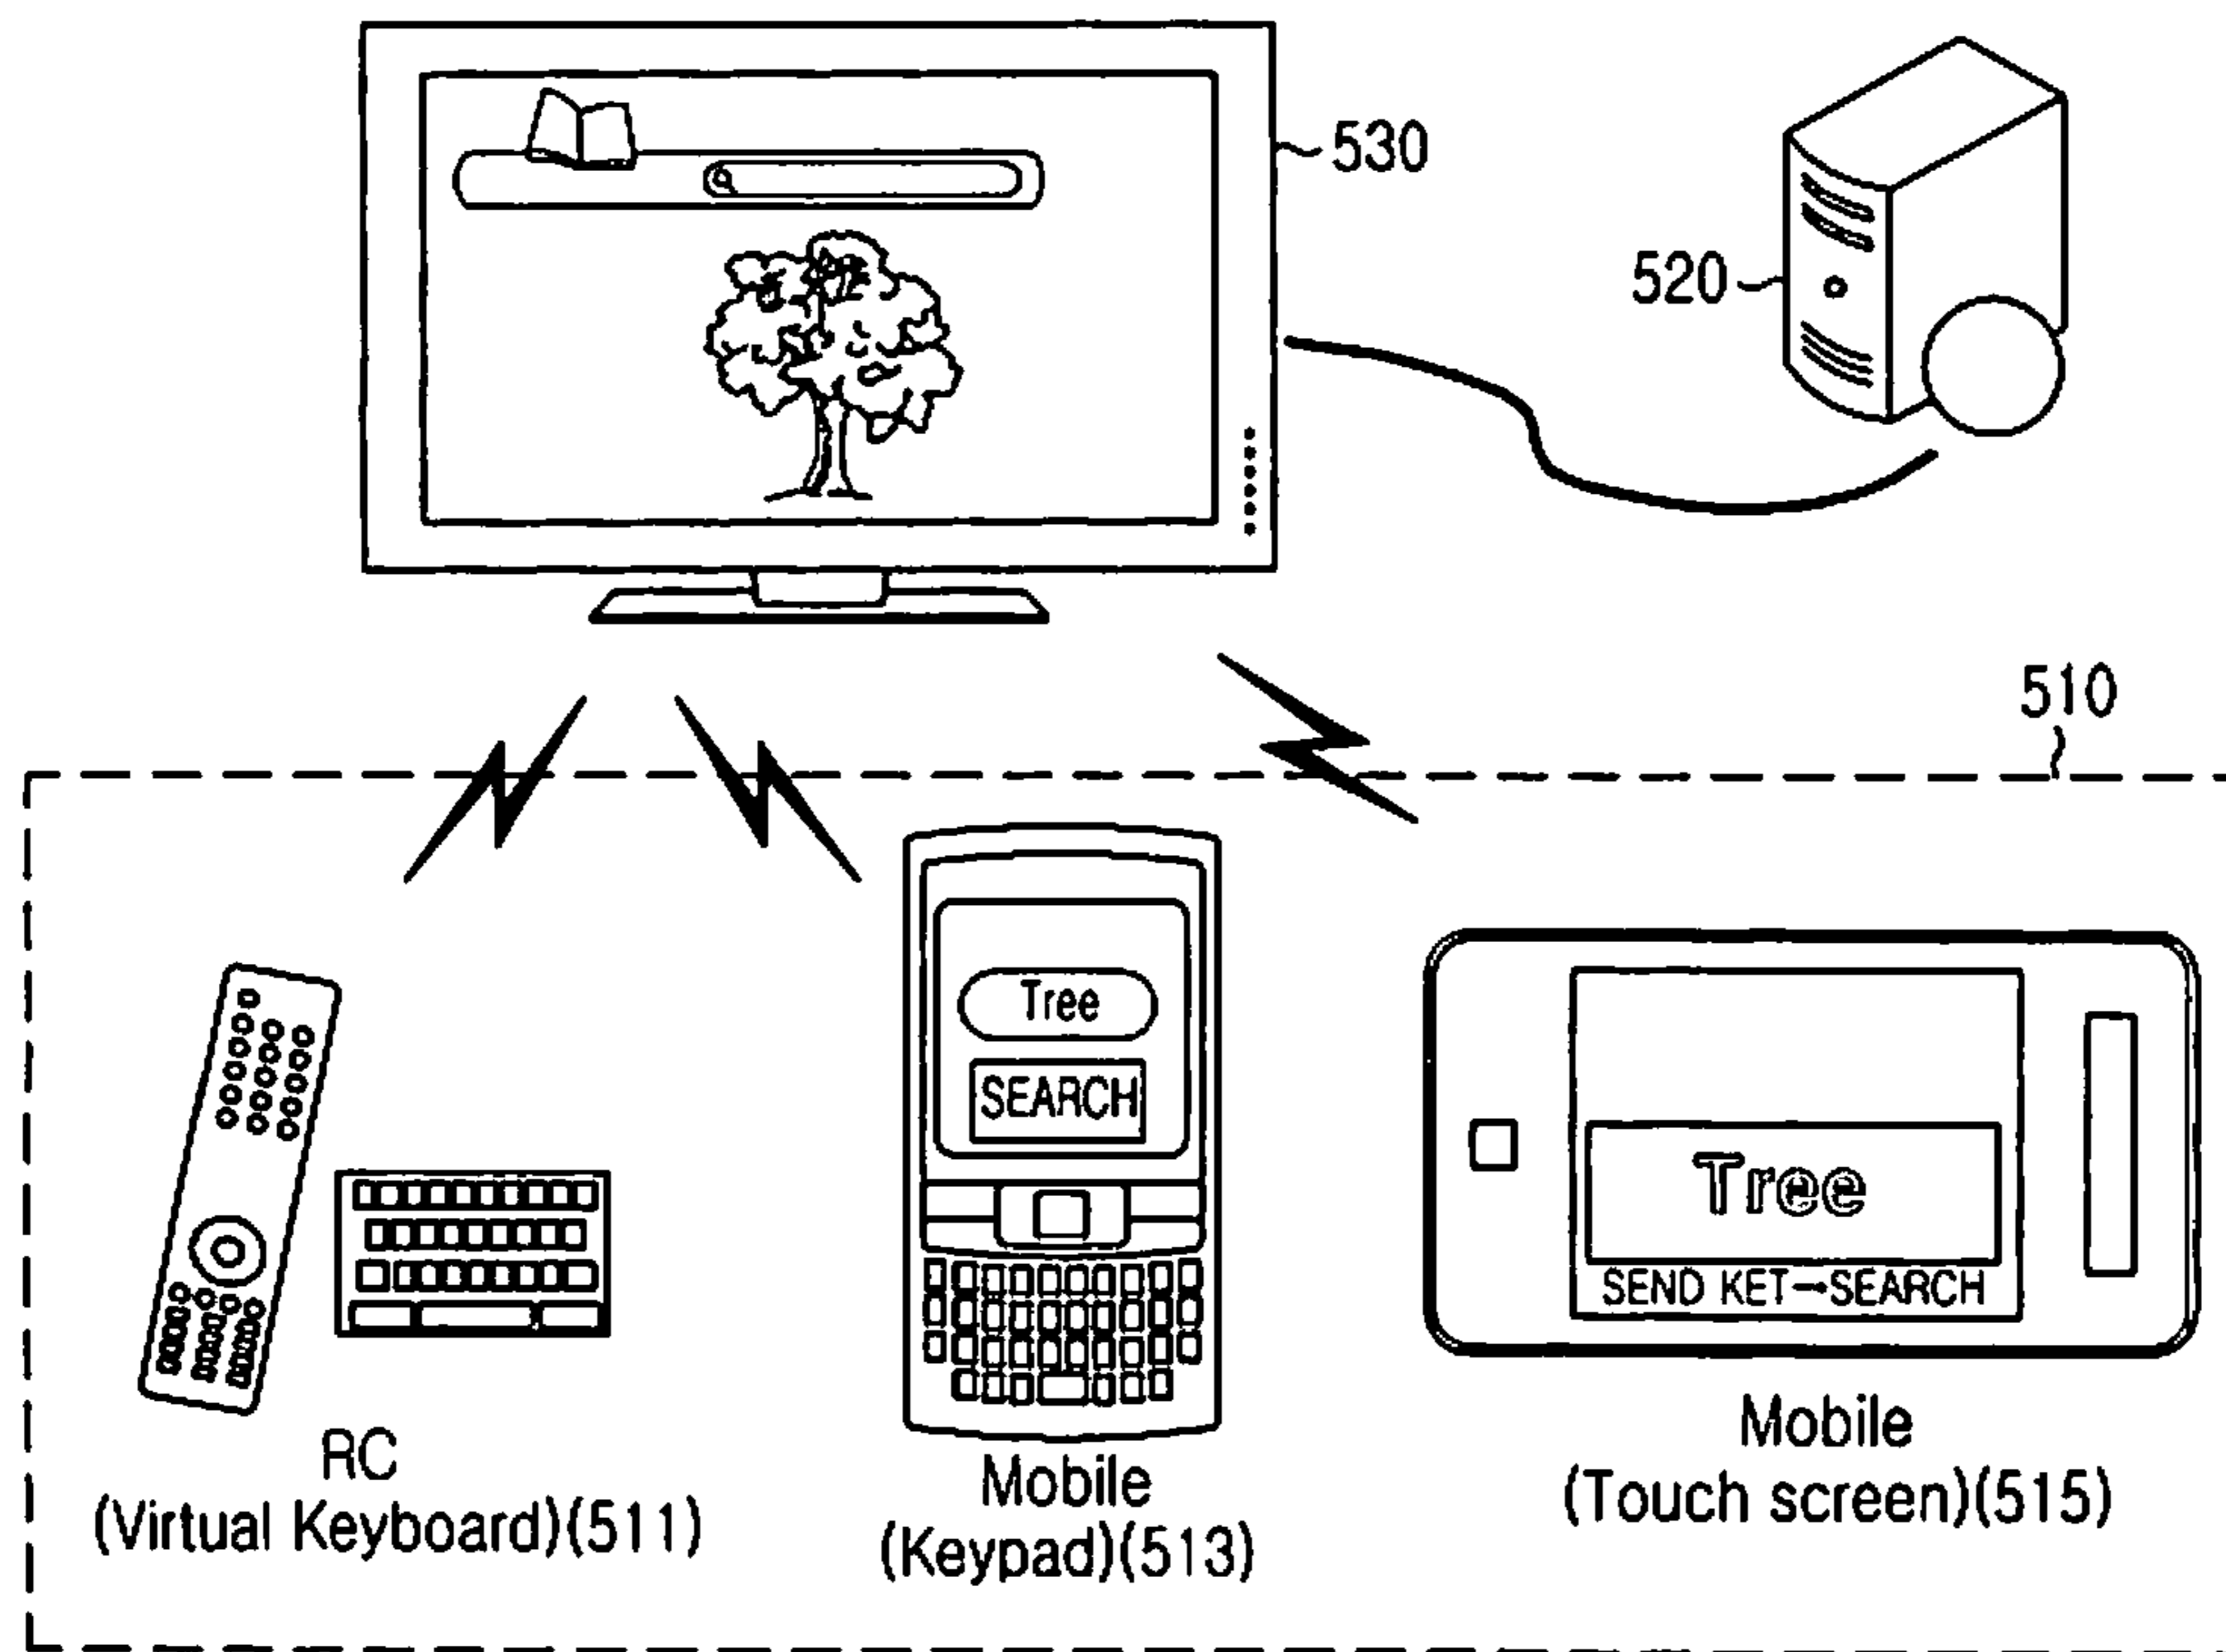 530
520
510
Tree
SEARCH
Tree
SEND KET→SEARCH
RC
(Virtual Keyboard)(511)
Mobile
(Keypad)(513)
Mobile
(Touch screen)(515)